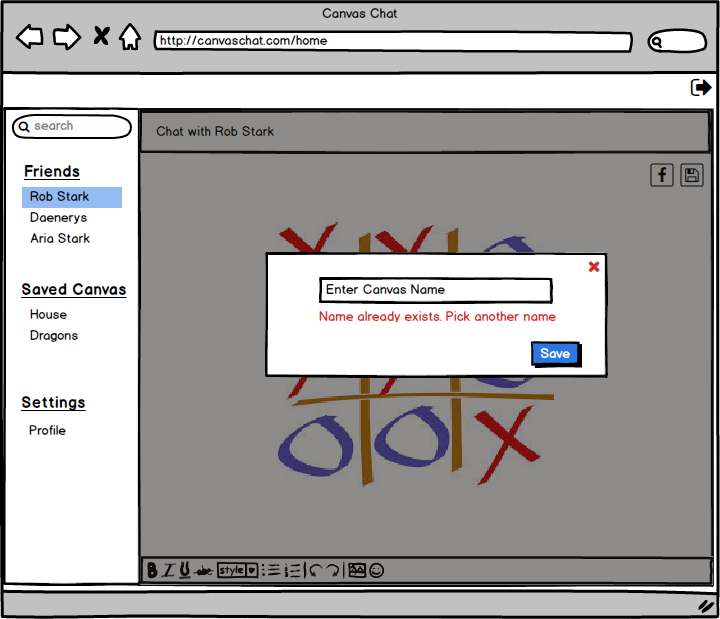 Canvas Chat
http://canvaschat.com/home
search
Chat with Rob Stark
Friends
Rob Stark
Daenerys
Aria Stark
f
Enter Canvas Name
Name already exists. Pick another name
Save
Saved Canvas
House
Dragons
Settings
Profile
B I U abc style